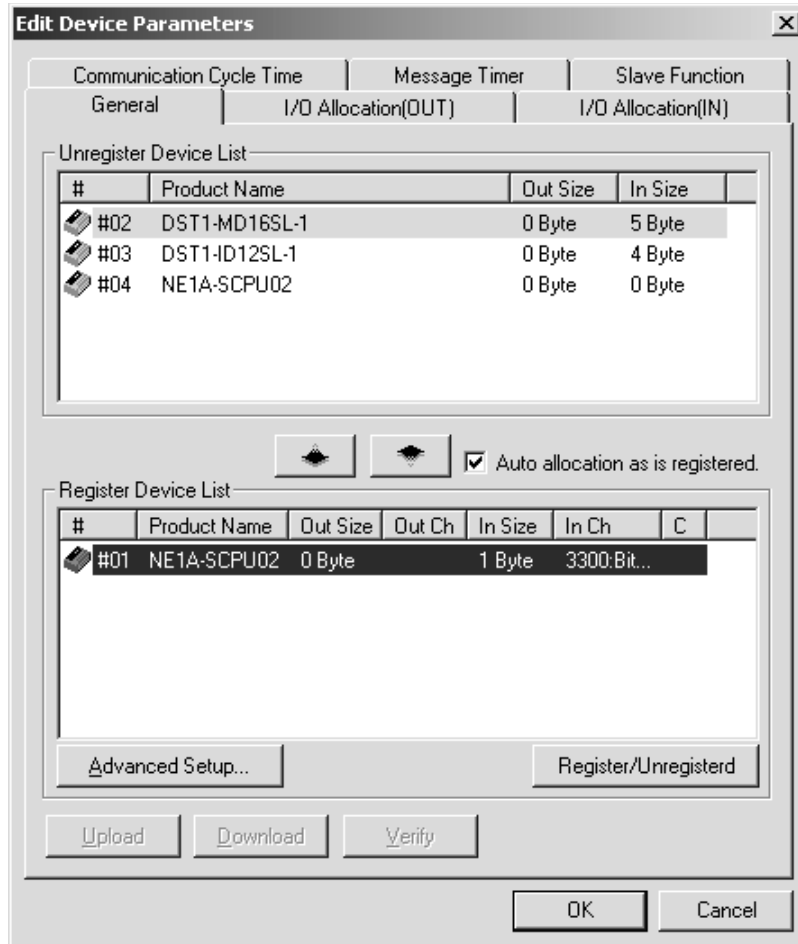 Edit Device Parameters
Communication Cycle Time Message Timer Slave Function
General I/O Allocation(OUT) I/O Allocation(IN)
Unregister Device List
# Product Name Out Size In Size
#02 DST1-MD16SL-1 0 Byte 5 Byte
#03 DST1-ID12SL-1 0 Byte 4 Byte
#04 NE1A-SCPU02 0 Byte 0 Byte
Auto allocation as is registered.
Register Device List
# Product Name Out Size Out Ch In Size In Ch C
#01 NE1A-SCPU02 0 Byte 1 Byte 3300:Bit...
Advanced Setup... Register/Unregisterd
Upload Download Verify
OK Cancel